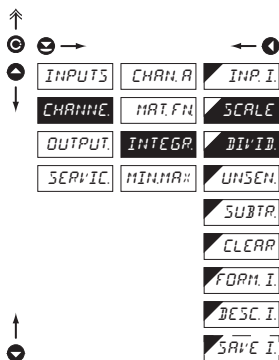 INPUTS CHAN. A INP. I.
CHANNE. MAT. FN. SCALE
OUTPUT. INTEGR. DIVID.
SERVIC. MIN.MAX UNSEN.
SUBTR.
CLEAR
FORM. I.
DESC. I.
SAVE I.